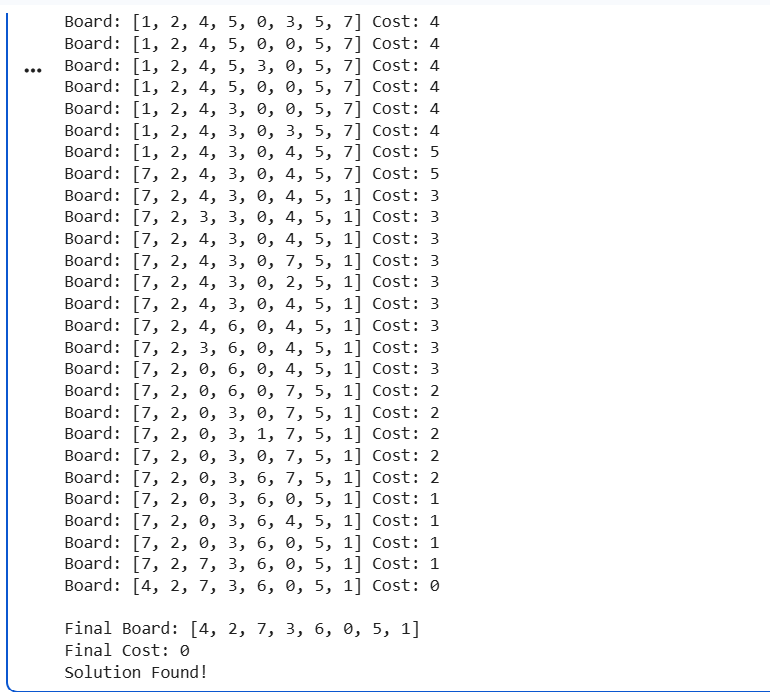 Board: [1, 2, 4, 5, 0, 3, 5, 7] Cost: 4
Board: [1, 2, 4, 5, 0, 0, 5, 7] Cost: 4
Board: [1, 2, 4, 5, 3, 0, 5, 7] Cost: 4
Board: [1, 2, 4, 5, 0, 0, 5, 7] Cost: 4
Board: [1, 2, 4, 3, 0, 0, 5, 7] Cost: 4
Board: [1, 2, 4, 3, 0, 3, 5, 7] Cost: 4
Board: [1, 2, 4, 3, 0, 4, 5, 7] Cost: 5
Board: [7, 2, 4, 3, 0, 4, 5, 7] Cost: 5
Board: [7, 2, 4, 3, 0, 4, 5, 1] Cost: 3
Board: [7, 2, 3, 3, 0, 4, 5, 1] Cost: 3
Board: [7, 2, 4, 3, 0, 4, 5, 1] Cost: 3
Board: [7, 2, 4, 3, 0, 7, 5, 1] Cost: 3
Board: [7, 2, 4, 3, 0, 2, 5, 1] Cost: 3
Board: [7, 2, 4, 3, 0, 4, 5, 1] Cost: 3
Board: [7, 2, 4, 6, 0, 4, 5, 1] Cost: 3
Board: [7, 2, 3, 6, 0, 4, 5, 1] Cost: 3
Board: [7, 2, 0, 6, 0, 4, 5, 1] Cost: 3
Board: [7, 2, 0, 6, 0, 7, 5, 1] Cost: 2
Board: [7, 2, 0, 3, 0, 7, 5, 1] Cost: 2
Board: [7, 2, 0, 3, 1, 7, 5, 1] Cost: 2
Board: [7, 2, 0, 3, 0, 7, 5, 1] Cost: 2
Board: [7, 2, 0, 3, 6, 7, 5, 1] Cost: 2
Board: [7, 2, 0, 3, 6, 0, 5, 1] Cost: 1
Board: [7, 2, 0, 3, 6, 4, 5, 1] Cost: 1
Board: [7, 2, 0, 3, 6, 0, 5, 1] Cost: 1
Board: [7, 2, 7, 3, 6, 0, 5, 1] Cost: 1
Board: [4, 2, 7, 3, 6, 0, 5, 1] Cost: 0
Final Board: [4, 2, 7, 3, 6, 0, 5, 1]
Final Cost: 0
Solution Found!